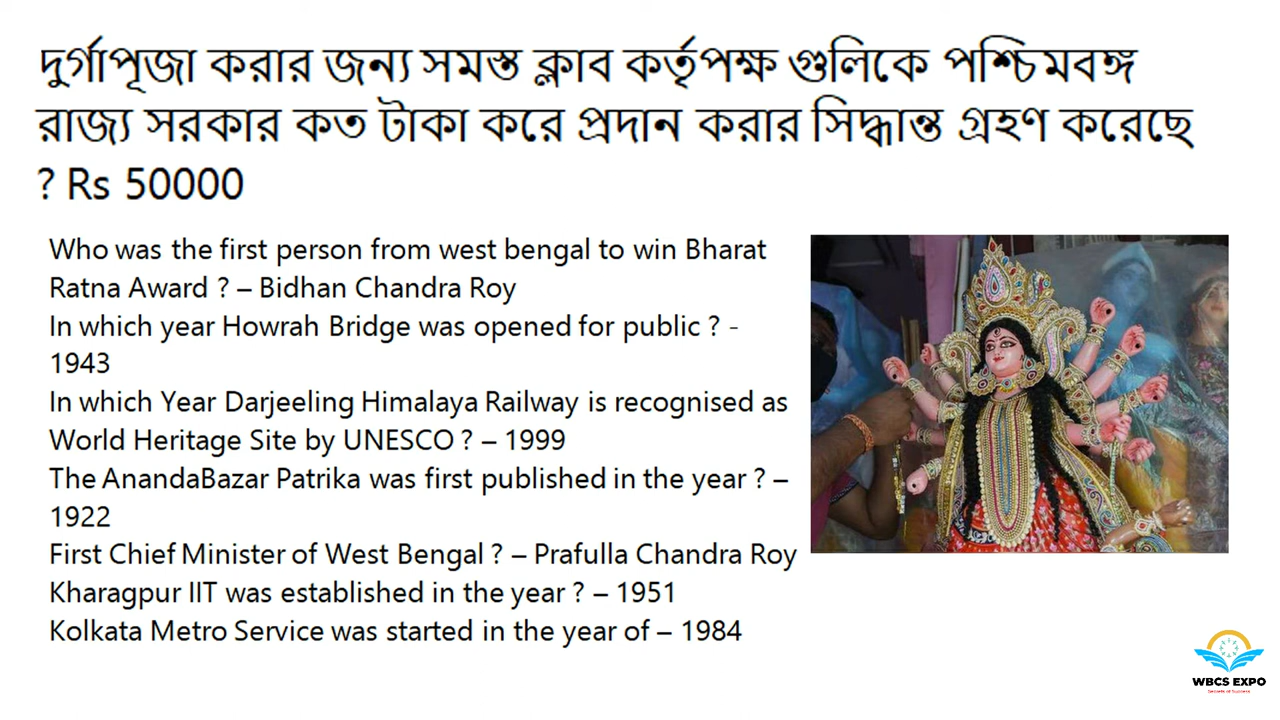 দুর্গাপূজা করার জন্য সমস্ত ক্লাব কর্তৃপক্ষ গুলিকে পশ্চিমবঙ্গ
রাজ্য সরকার কত টাকা করে প্রদান করার সিদ্ধান্ত গ্রহণ করেছে
? Rs 50000
Who was the first person from west bengal to win Bharat
Ratna Award ? – Bidhan Chandra Roy
In which year Howrah Bridge was opened for public ? -
1943
In which Year Darjeeling Himalaya Railway is recognised as
World Heritage Site by UNESCO ? – 1999
The AnandaBazar Patrika was first published in the year ? –
1922
First Chief Minister of West Bengal ? – Prafulla Chandra Roy
Kharagpur IIT was established in the year ? – 1951
Kolkata Metro Service was started in the year of – 1984
WBCS EXPO
Secrets of Success